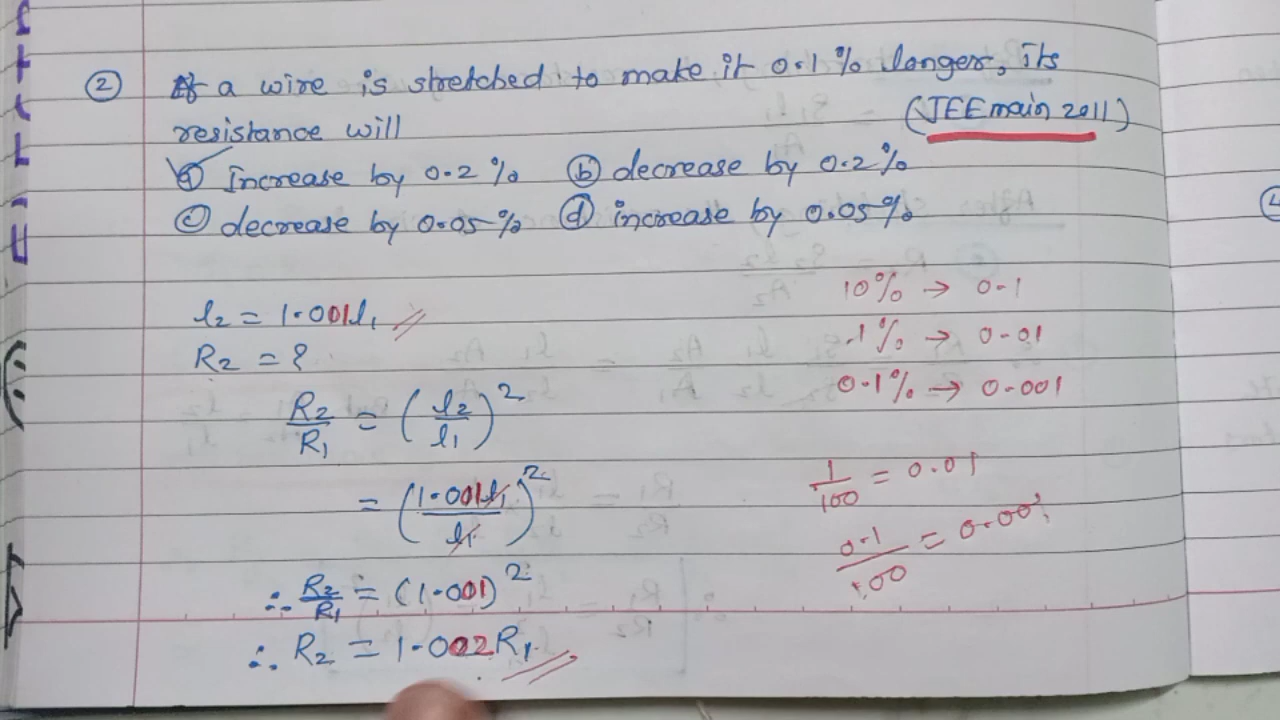 ② If a wire is stretched to make it 0.1% longer, its
resistance will
(JEE main 2011)
ⓐ Increase by 0.2% ⓑ decrease by 0.2%
ⓒ decrease by 0.05% ⓓ increase by 0.05%
l₂ = 1.001l₁
R₂ = ?
10% → 0.1
1% → 0.01
0.1% → 0.001
R₂/R₁ = (l₂/l₁)²
= (1.001l₁/l₁)²
1/100 = 0.01
0.1/100 = 0.001
∴ R₂/R₁ = (1.001)²
∴ R₂ = 1.002R₁